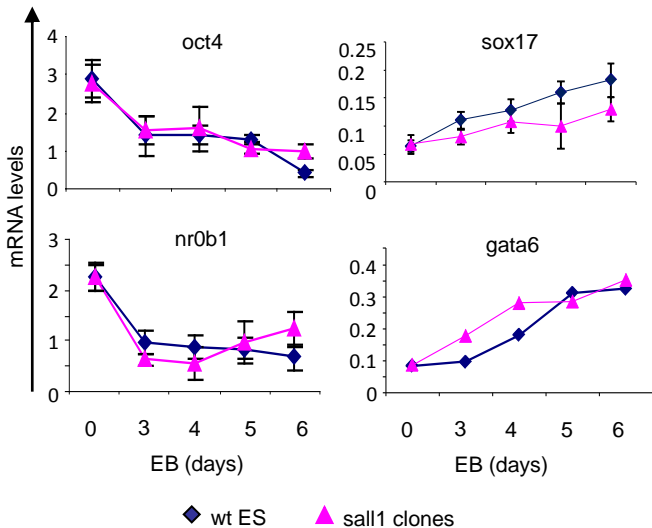 oct4
sox17
4
3
2
1
0
0.25
0.2
0.15
0.1
0.05
0
mRNA levels
nr0b1
gata6
3
2
1
0
0.4
0.3
0.2
0.1
0
0 3 4 5 6
0 3 4 5 6
EB (days)
EB (days)
wt ES
sall1 clones